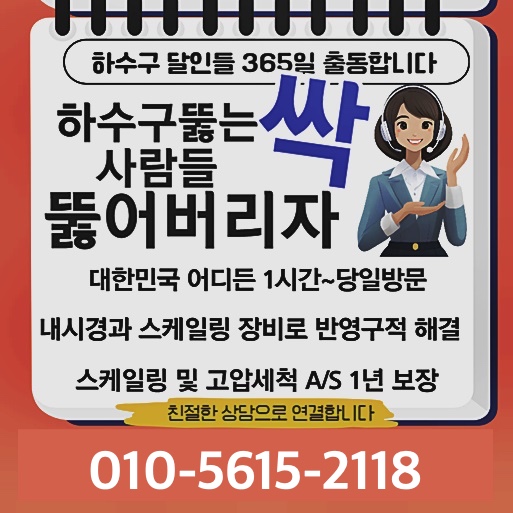 하수구 달인들 365일 출동합니다
하수구뚫는 싹
사람들
뚫어버리자
대한민국 어디든 1시간~당일방문
내시경과 스케일링 장비로 반영구적 해결
스케일링 및 고압세척 A/S 1년 보장
친절한 상담으로 연결합니다
010-5615-2118